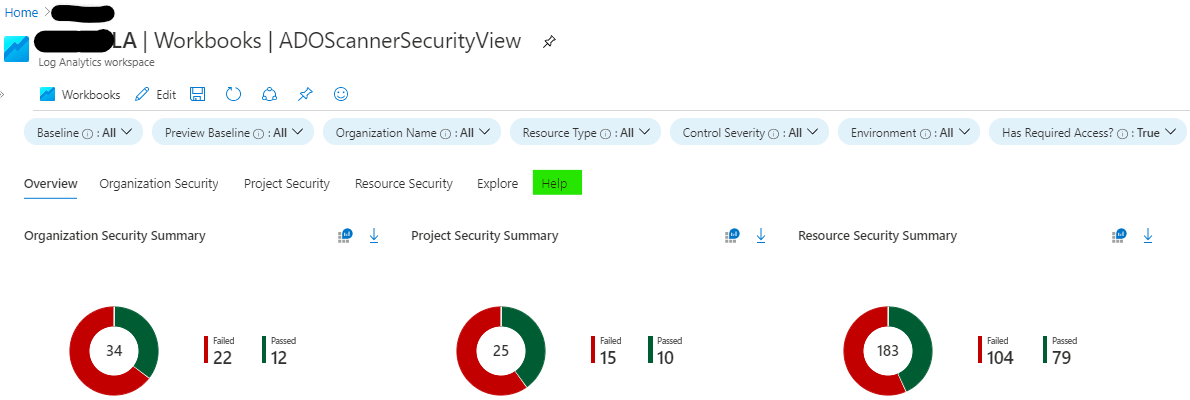 Home >
LA | Workbooks | ADOScannerSecurityView
Log Analytics workspace
Workbooks Edit
Baseline : All Preview Baseline : All Organization Name : All Resource Type : All Control Severity : All Environment : All Has Required Access? : True
Overview Organization Security Project Security Resource Security Explore Help
Organization Security Summary Project Security Summary Resource Security Summary
34 Failed 22 Passed 12 25 Failed 15 Passed 10 183 Failed 104 Passed 79